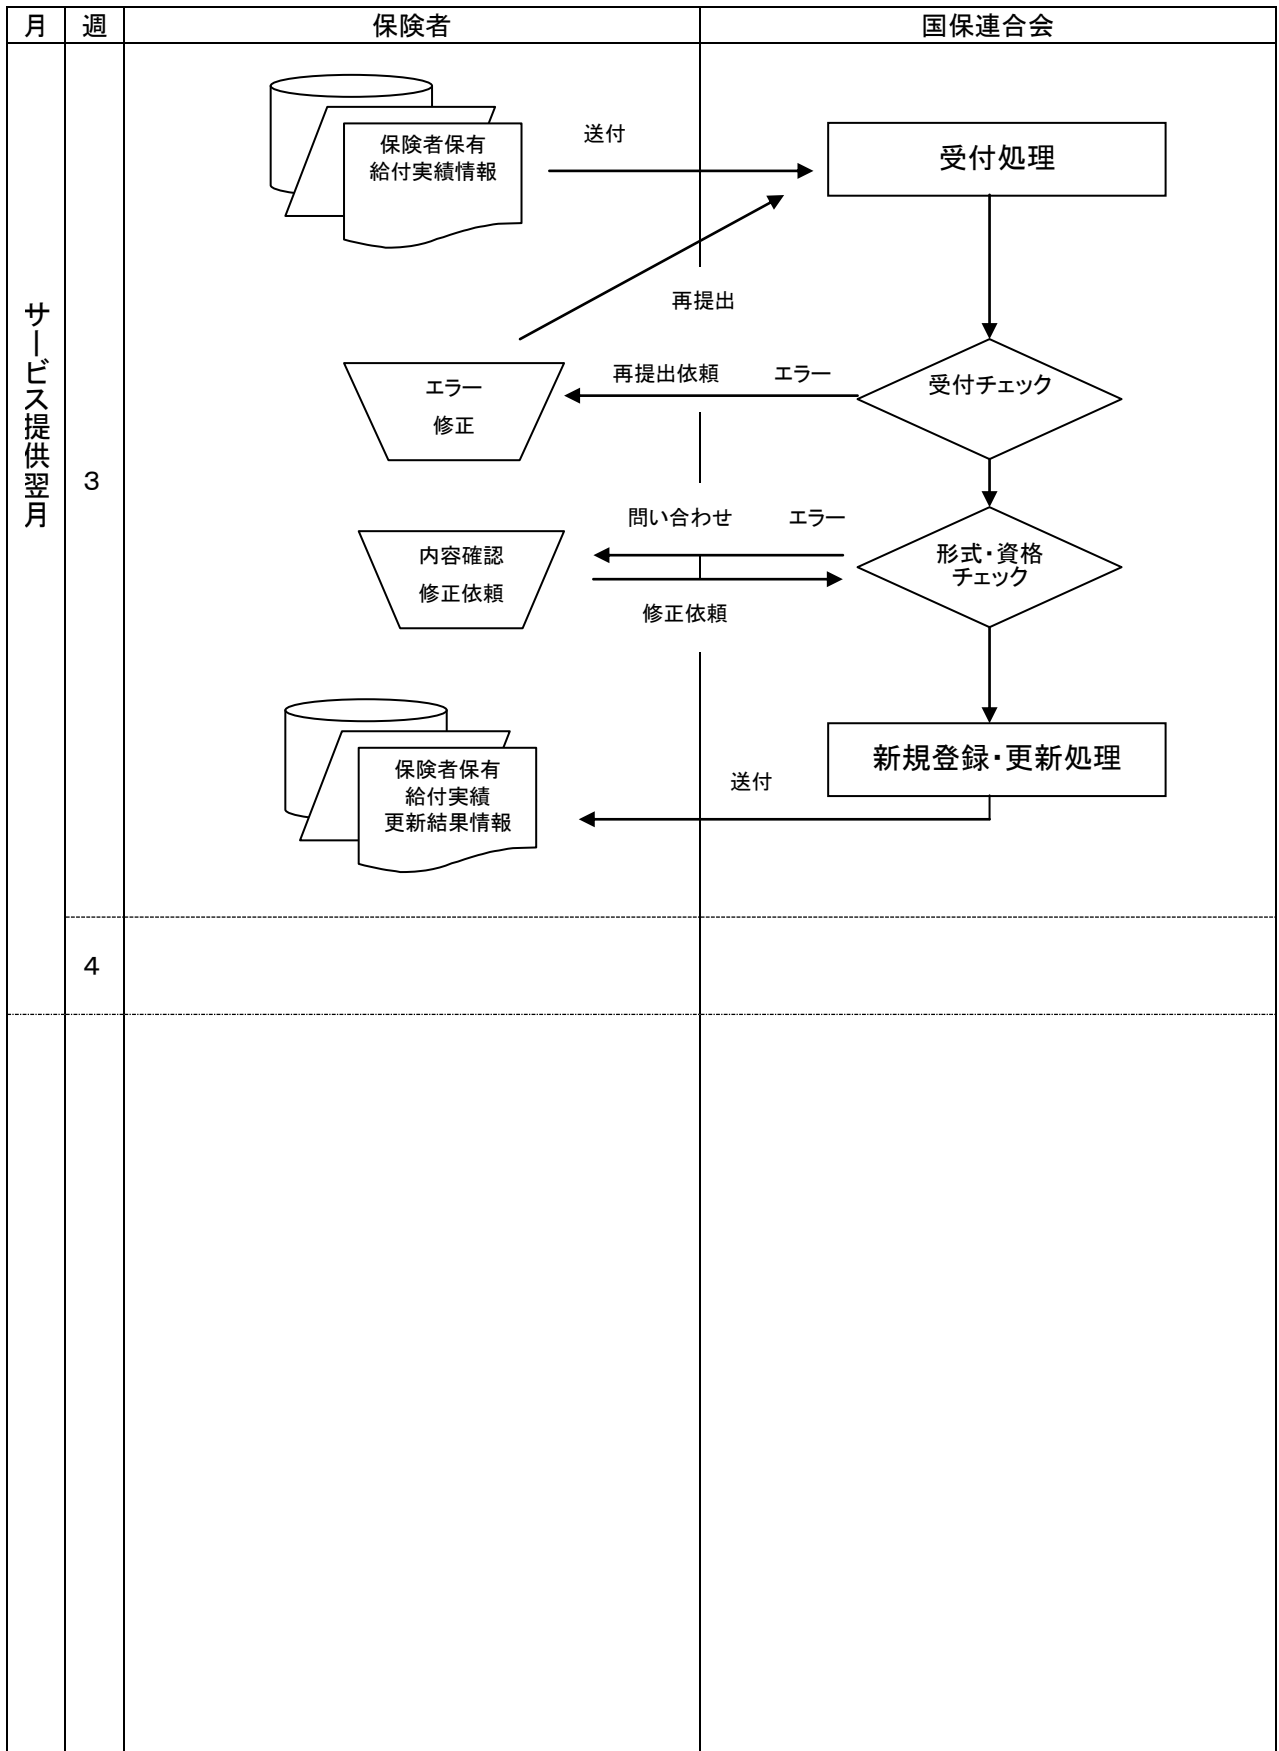 月
週
保険者
国保連合会
サービス提供翌月
3
保険者保有
給付実績情報
送付
受付処理
再提出
エラー
修正
再提出依頼
エラー
受付チェック
問い合わせ
エラー
内容確認
修正依頼
修正依頼
形式・資格
チェック
保険者保有
給付実績
更新結果情報
送付
新規登録・更新処理
4